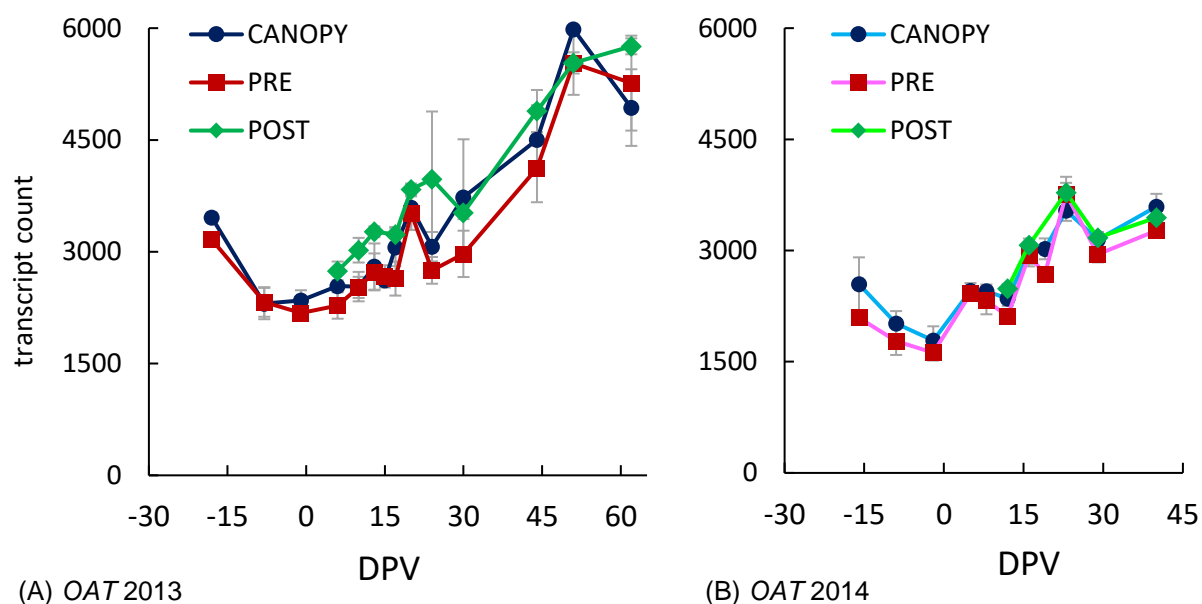 CANOPY
PRE
POST
6000
4500
3000
1500
0
transcript count
-30 -15 0 15 30 45 60
DPV
(A) OAT 2013
CANOPY
PRE
POST
6000
4500
3000
1500
0
-30 -15 0 15 30 45
DPV
(B) OAT 2014